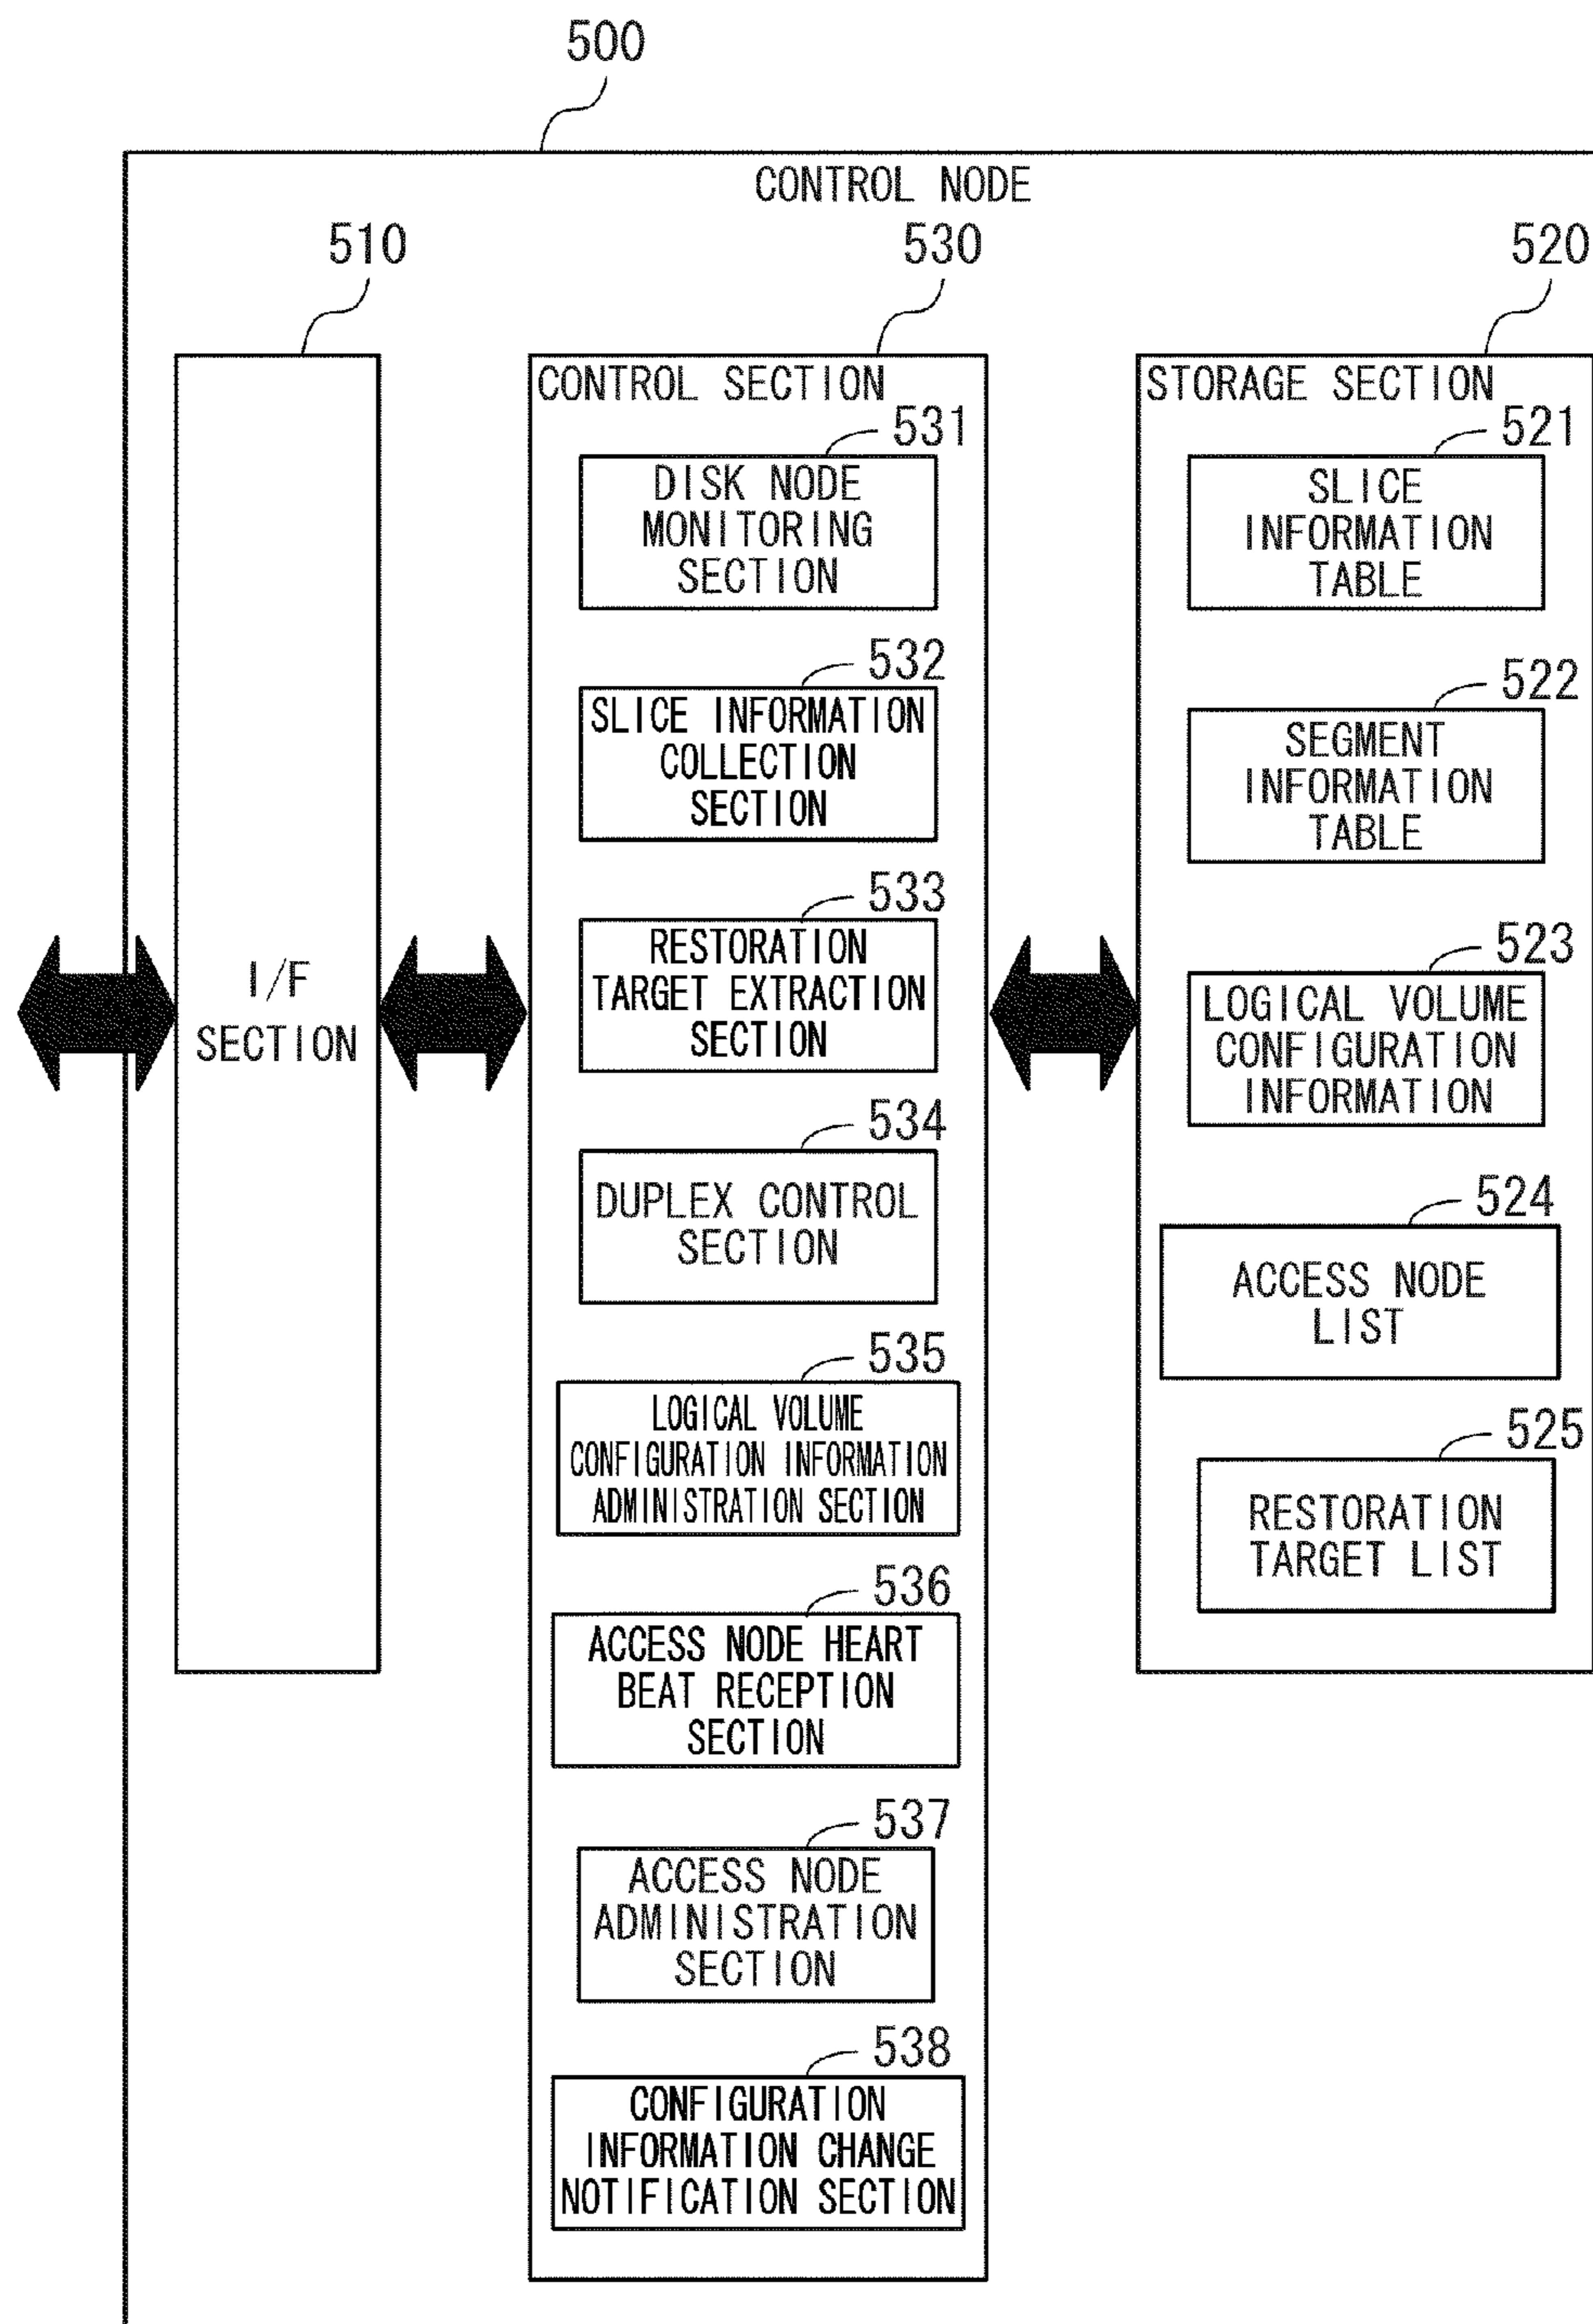 500
CONTROL NODE
510
530
520
I/F
SECTION
CONTROL SECTION
531
DISK NODE
MONITORING
SECTION
532
SLICE INFORMATION
COLLECTION
SECTION
533
RESTORATION
TARGET EXTRACTION
SECTION
534
DUPLEX CONTROL
SECTION
535
LOGICAL VOLUME
CONFIGURATION INFORMATION
ADMINISTRATION SECTION
536
ACCESS NODE HEART
BEAT RECEPTION
SECTION
537
ACCESS NODE
ADMINISTRATION
SECTION
538
CONFIGURATION
INFORMATION CHANGE
NOTIFICATION SECTION
STORAGE SECTION
521
SLICE
INFORMATION
TABLE
522
SEGMENT
INFORMATION
TABLE
523
LOGICAL VOLUME
CONFIGURATION
INFORMATION
524
ACCESS NODE
LIST
525
RESTORATION
TARGET LIST